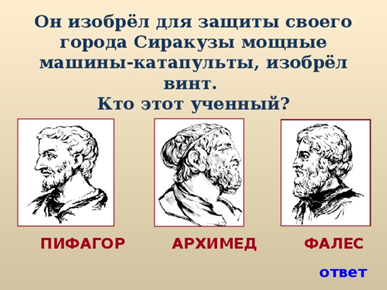 Он изобрёл для защиты своего
города Сиракузы мощные
машины-катапульты, изобрёл
винт.
Кто этот ученный?
ПИФАГОР АРХИМЕД ФАЛЕС
ответ